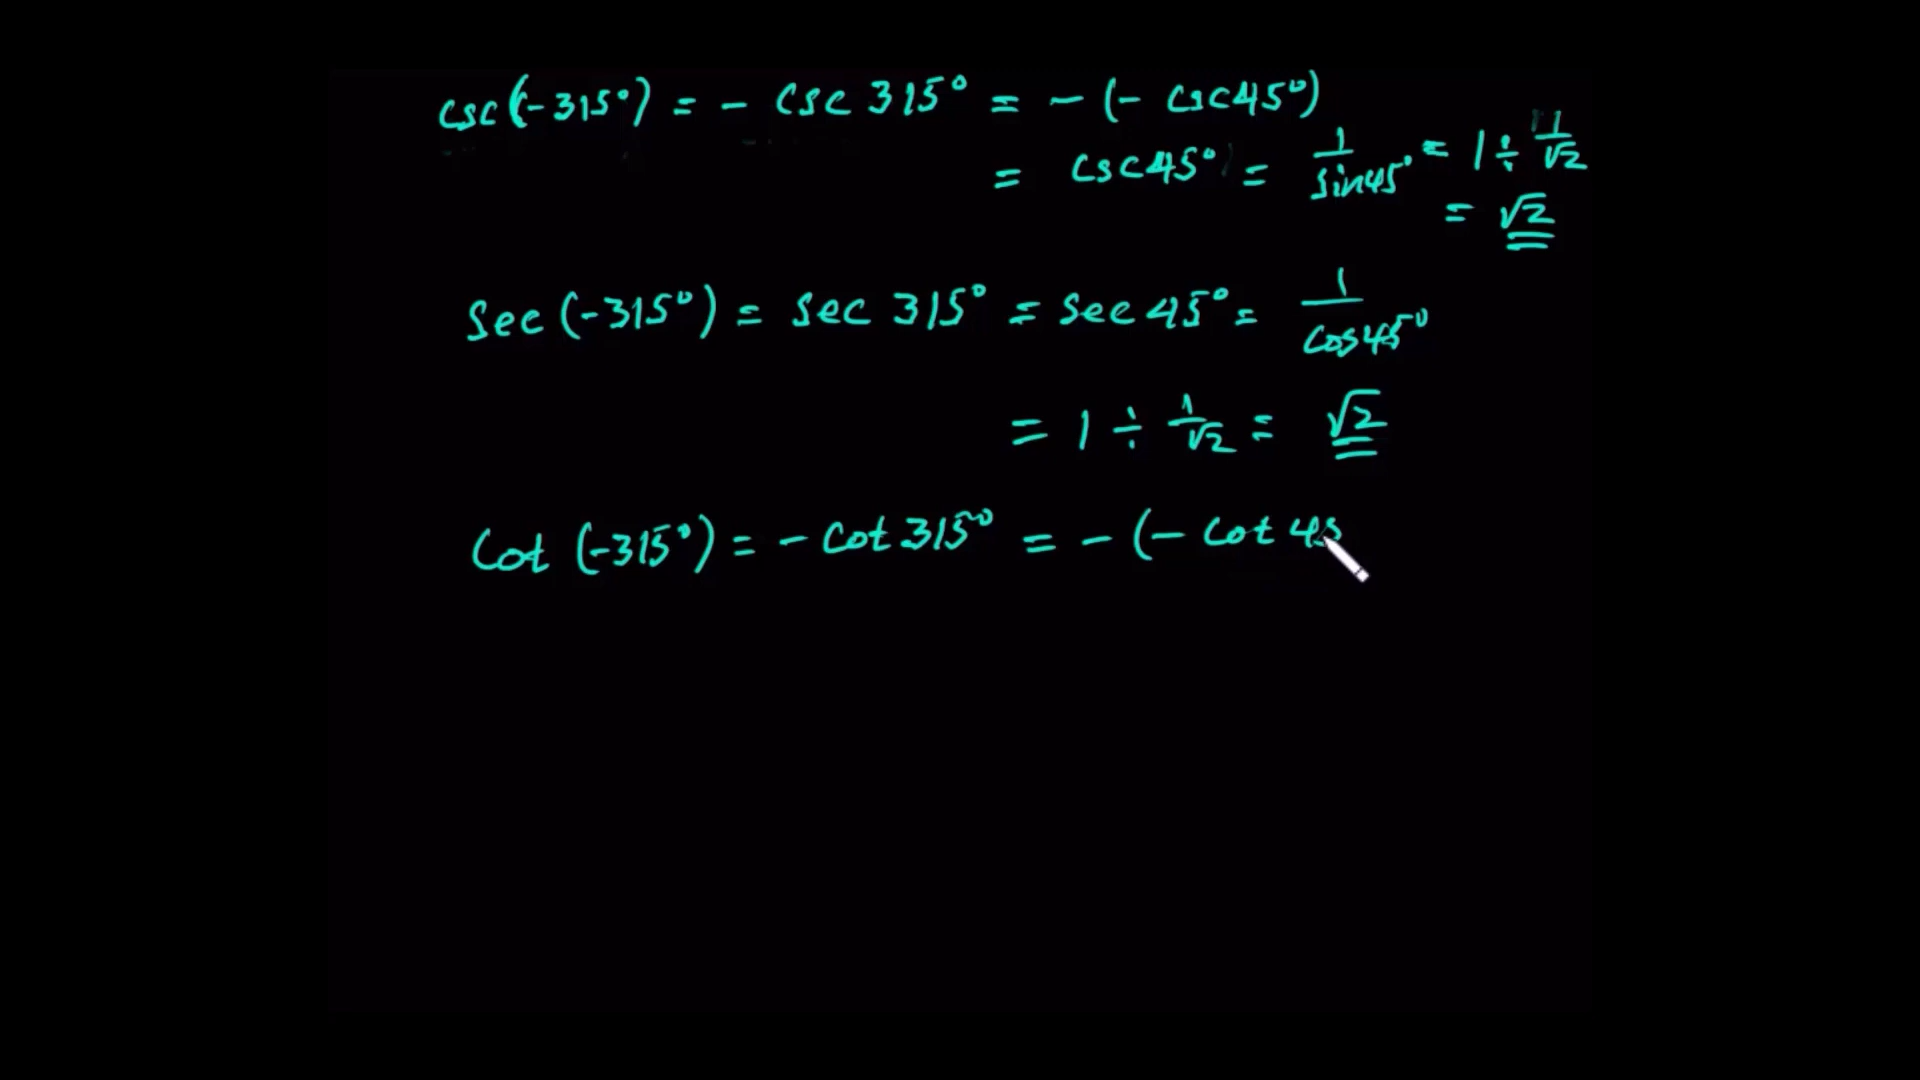 csc(-315°) = - csc 315° = - (- csc45°)
= csc45° = 1/sin45° = 1 ÷ 1/√2
= √2
Sec (-315°) = sec 315° = sec 45° = 1/cos45°
= 1 ÷ 1/√2 = √2
Cot (-315°) = - cot 315° = - (- cot 45